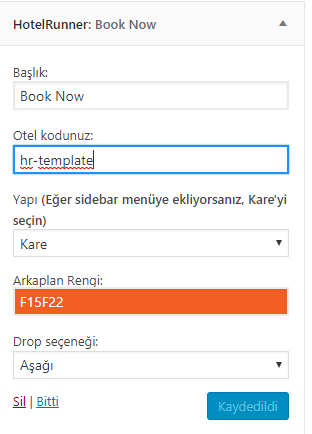 HotelRunner: Book Now
Başlık:
Book Now
Otel kodunuz:
hr-template
Yapı (Eğer sidebar menüye ekliyorsanız, Kare'yi
seçin)
Kare
Arkaplan Rengi:
F15F22
Drop seçeneği:
Aşağı
Sil | Bitti
Kaydedildi